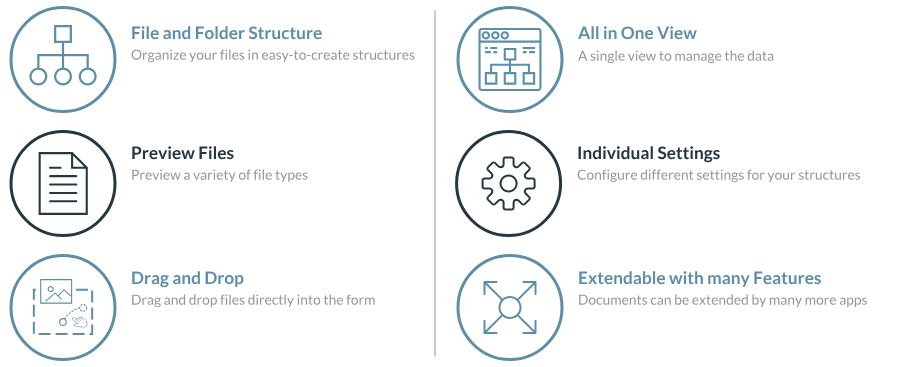 File and Folder Structure
Organize your files in easy-to-create structures
Preview Files
Preview a variety of file types
Drag and Drop
Drag and drop files directly into the form
All in One View
A single view to manage the data
Individual Settings
Configure different settings for your structures
Extendable with many Features
Documents can be extended by many more apps